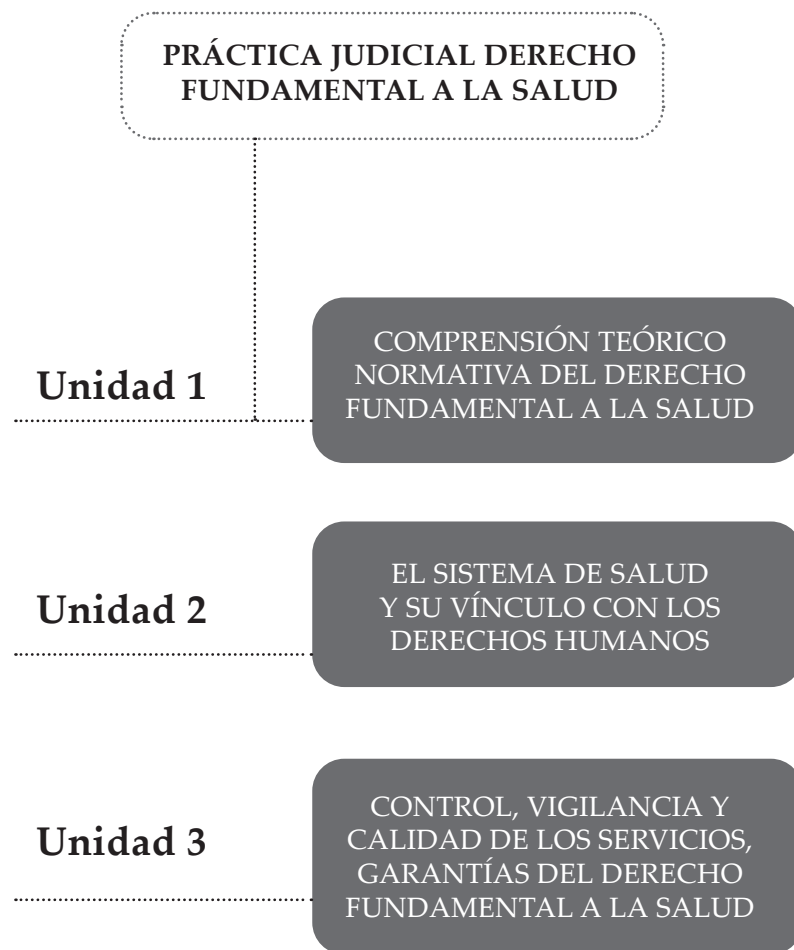 PRÁCTICA JUDICIAL DERECHO
FUNDAMENTAL A LA SALUD
Unidad 1
COMPRENSIÓN TEÓRICO
NORMATIVA DEL DERECHO
FUNDAMENTAL A LA SALUD
Unidad 2
EL SISTEMA DE SALUD
Y SU VÍNCULO CON LOS
DERECHOS HUMANOS
Unidad 3
CONTROL, VIGILANCIA Y
CALIDAD DE LOS SERVICIOS,
GARANTÍAS DEL DERECHO
FUNDAMENTAL A LA SALUD